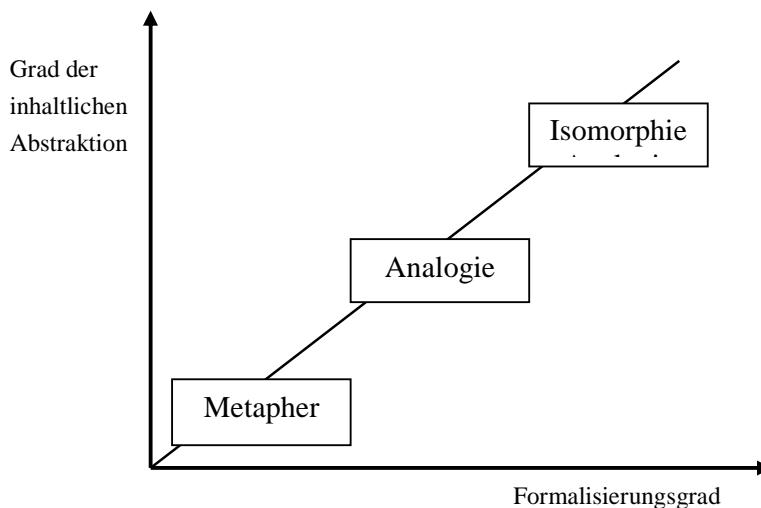 Grad der
inhaltlichen
Abstraktion
Isomorphie
Analogie
Metapher
Formalisierungsgrad